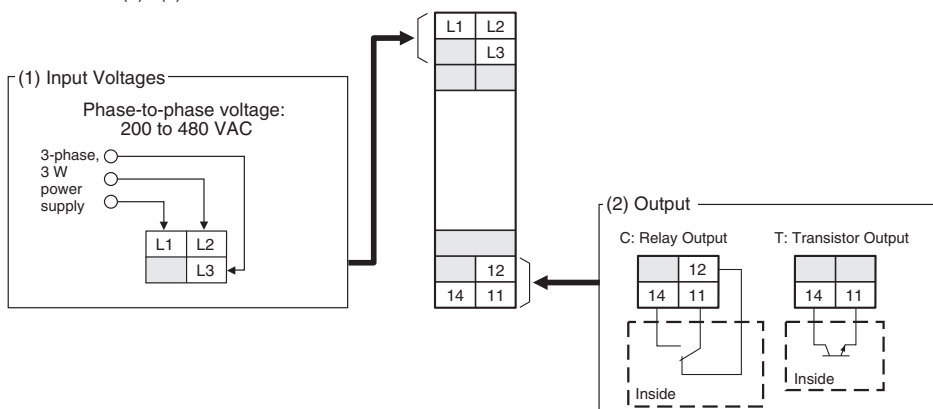 (1) Input Voltages
Phase-to-phase voltage:
200 to 480 VAC
3-phase,
3 W
power
supply
L1 L2
L3
L1 L2
L3
12
14 11
(2) Output
C: Relay Output
12
14 11
Inside
T: Transistor Output
14 11
Inside